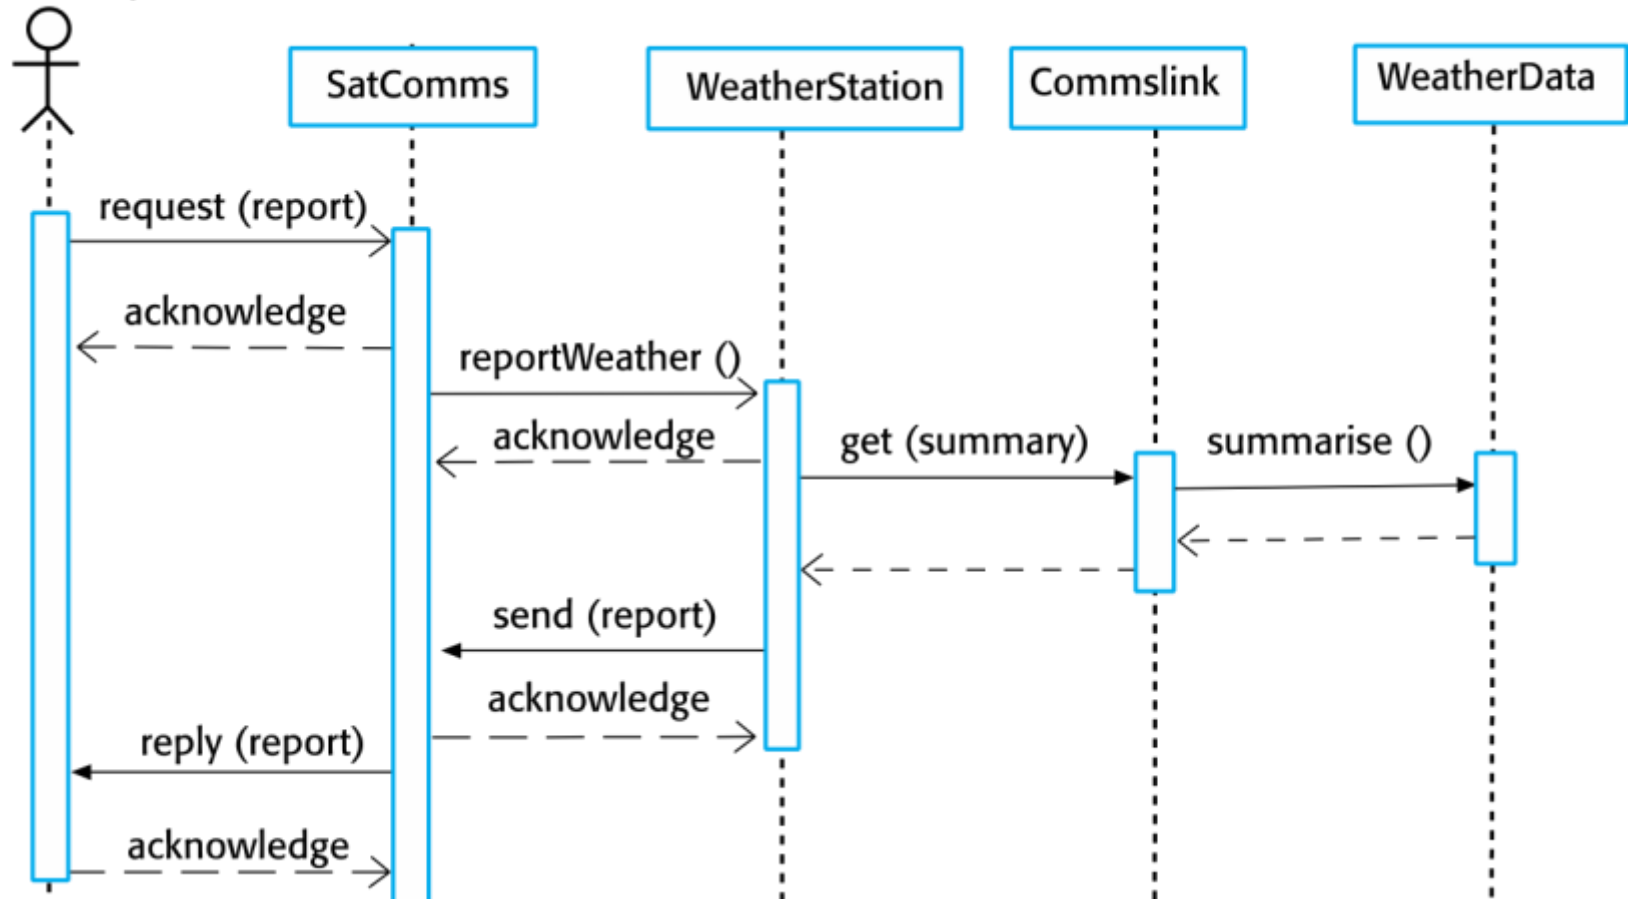 SatComms
WeatherStation
Commslink
WeatherData
request (report)
acknowledge
reportWeather ()
acknowledge
get (summary)
summarise ()
send (report)
acknowledge
reply (report)
acknowledge